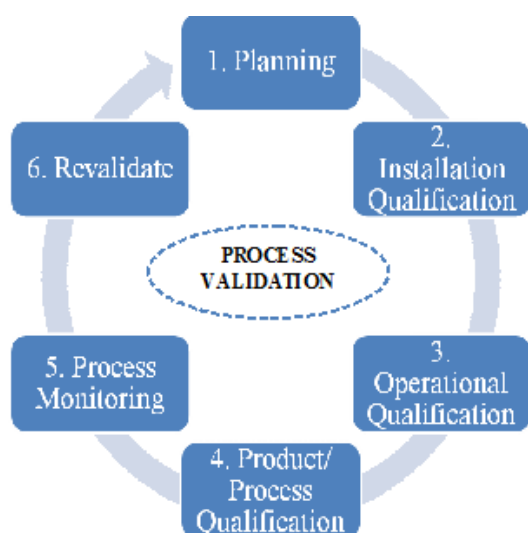 1. Planning
2.
Installation
Qualification
3.
Operational
Qualification
4. Product/
Process
Qualification
5. Process
Monitoring
6. Revalidate
PROCESS
VALIDATION